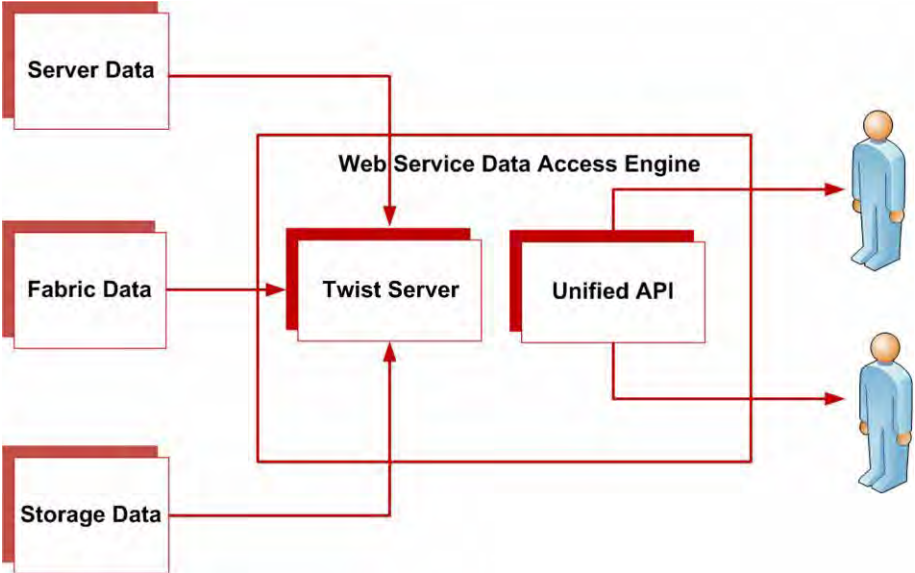 Server Data
Web Service Data Access Engine
Fabric Data
Twist Server
Unified API
Storage Data